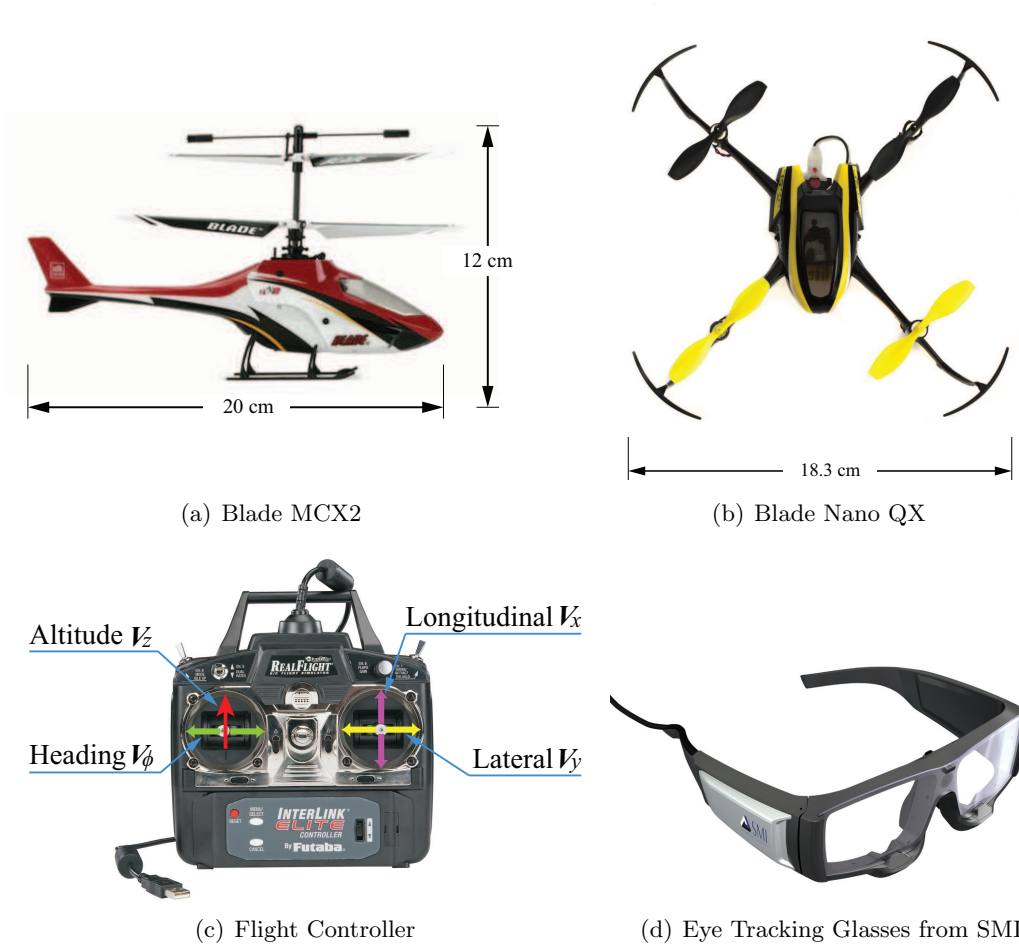 BLADE
BLADE
12 cm
BLADE
20 cm
18.3 cm
(a) Blade MCX2
(b) Blade Nano QX
Altitude Vz
Longitudinal Vx
REALFLIGHT
Heading Vϕ
Lateral Vy
RESET
MENU/
SELECT
CANCEL
INTERLINK
ELITE
CONTROLLER
By Futaba
SMI
(c) Flight Controller
(d) Eye Tracking Glasses from SMI